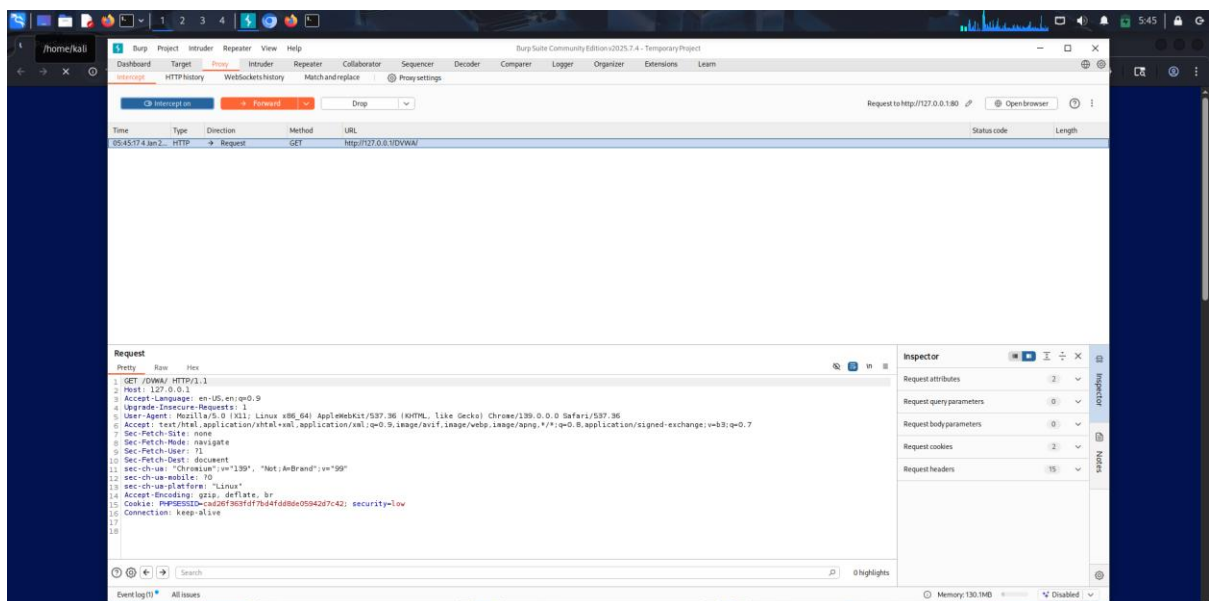 1 2 3 4
5:45
/home/kali
Burp Project Intruder Repeater View Help
Burp Suite Community Edition v2025.7.4 - Temporary Project
Dashboard Target Proxy Intruder Repeater Collaborator Sequencer Decoder Comparer Logger Organizer Extensions Learn
Intercept HTTP history WebSockets history Match and replace Proxy settings
Intercept on Forward Drop Request to http://127.0.0.1:80 Open browser
Time Type Direction Method URL Status code Length
05:45:17 4 Jan 2... HTTP → Request GET http://127.0.0.1/DVWA/
Request
Pretty Raw Hex
1 GET /DVWA/ HTTP/1.1
2 Host: 127.0.0.1
3 Accept-Language: en-US,en;q=0.9
4 Upgrade-Insecure-Requests: 1
5 User-Agent: Mozilla/5.0 (X11; Linux x86_64) AppleWebKit/537.36 (KHTML, like Gecko) Chrome/139.0.0.0 Safari/537.36
6 Accept: text/html,application/xhtml+xml,application/xml;q=0.9,image/avif,image/webp,image/apng,*/*;q=0.8,application/signed-exchange;v=b3;q=0.7
7 Sec-Fetch-Site: none
8 Sec-Fetch-Mode: navigate
9 Sec-Fetch-User: ?1
10 Sec-Fetch-Dest: document
11 sec-ch-ua: "Chromium";v="139", "Not;A=Brand";v="99"
12 sec-ch-ua-mobile: ?0
13 sec-ch-ua-platform: "Linux"
14 Accept-Encoding: gzip, deflate, br
15 Cookie: PHPSESSID=cad26f363fdf7bd4fdd8de05942d7c42; security=low
16 Connection: keep-alive
17
18
Inspector
Request attributes 2
Request query parameters 0
Request body parameters 0
Request cookies 2
Request headers 15
Inspector
Notes
Search
0 highlights
Event log (1) All issues
Memory: 130.1MB
Disabled